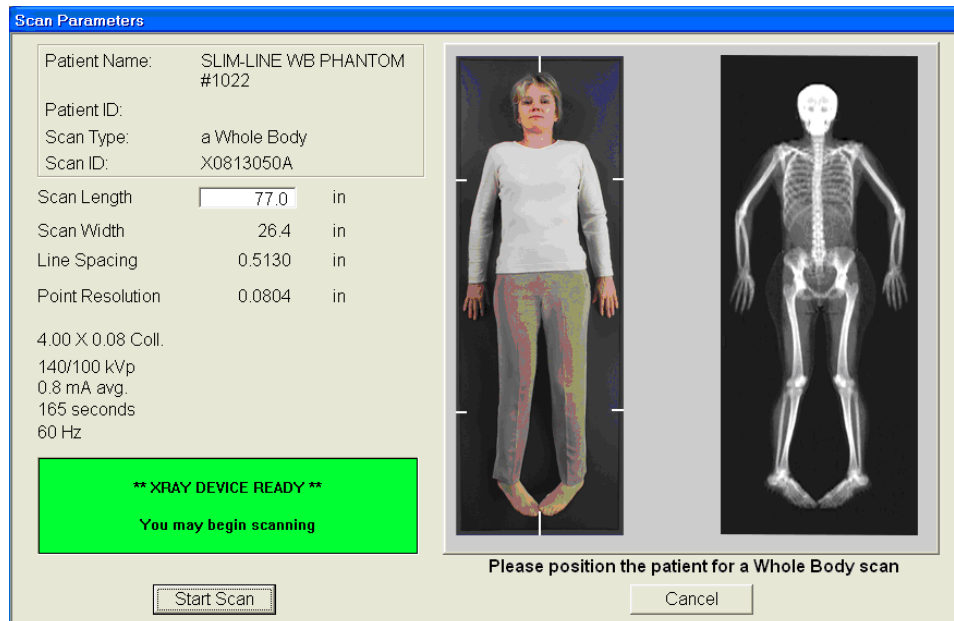 Scan Parameters
Patient Name: SLIM-LINE WB PHANTOM
#1022
Patient ID:
Scan Type: a Whole Body
Scan ID: X0813050A
Scan Length 77.0 in
Scan Width 26.4 in
Line Spacing 0.5130 in
Point Resolution 0.0804 in
4.00 X 0.08 Coll.
140/100 kVp
0.8 mA avg.
165 seconds
60 Hz
** XRAY DEVICE READY **
You may begin scanning
Please position the patient for a Whole Body scan
Start Scan
Cancel